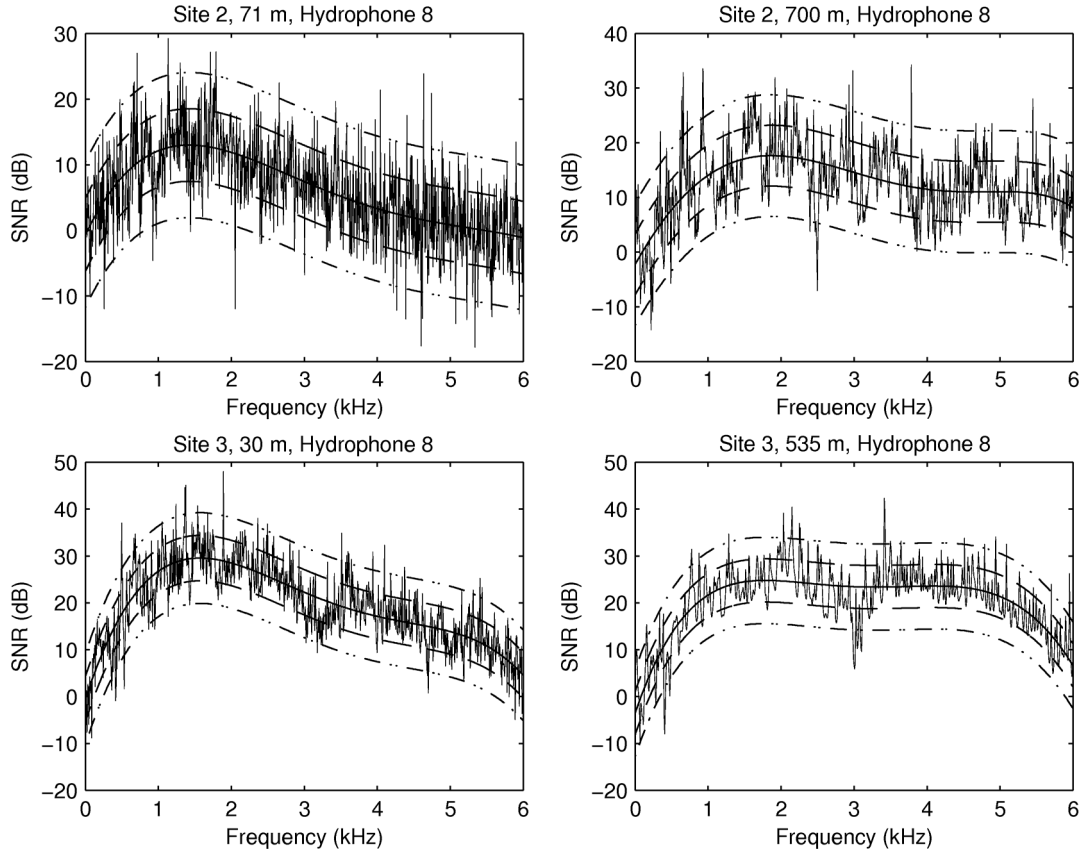 Site 2, 71 m, Hydrophone 8
30
20
10
0
−10
−20
SNR (dB)
0 1 2 3 4 5 6
Frequency (kHz)
Site 2, 700 m, Hydrophone 8
40
30
20
10
0
−10
−20
SNR (dB)
0 1 2 3 4 5 6
Frequency (kHz)
Site 3, 30 m, Hydrophone 8
50
40
30
20
10
0
−10
−20
SNR (dB)
0 1 2 3 4 5 6
Frequency (kHz)
Site 3, 535 m, Hydrophone 8
50
40
30
20
10
0
−10
−20
SNR (dB)
0 1 2 3 4 5 6
Frequency (kHz)